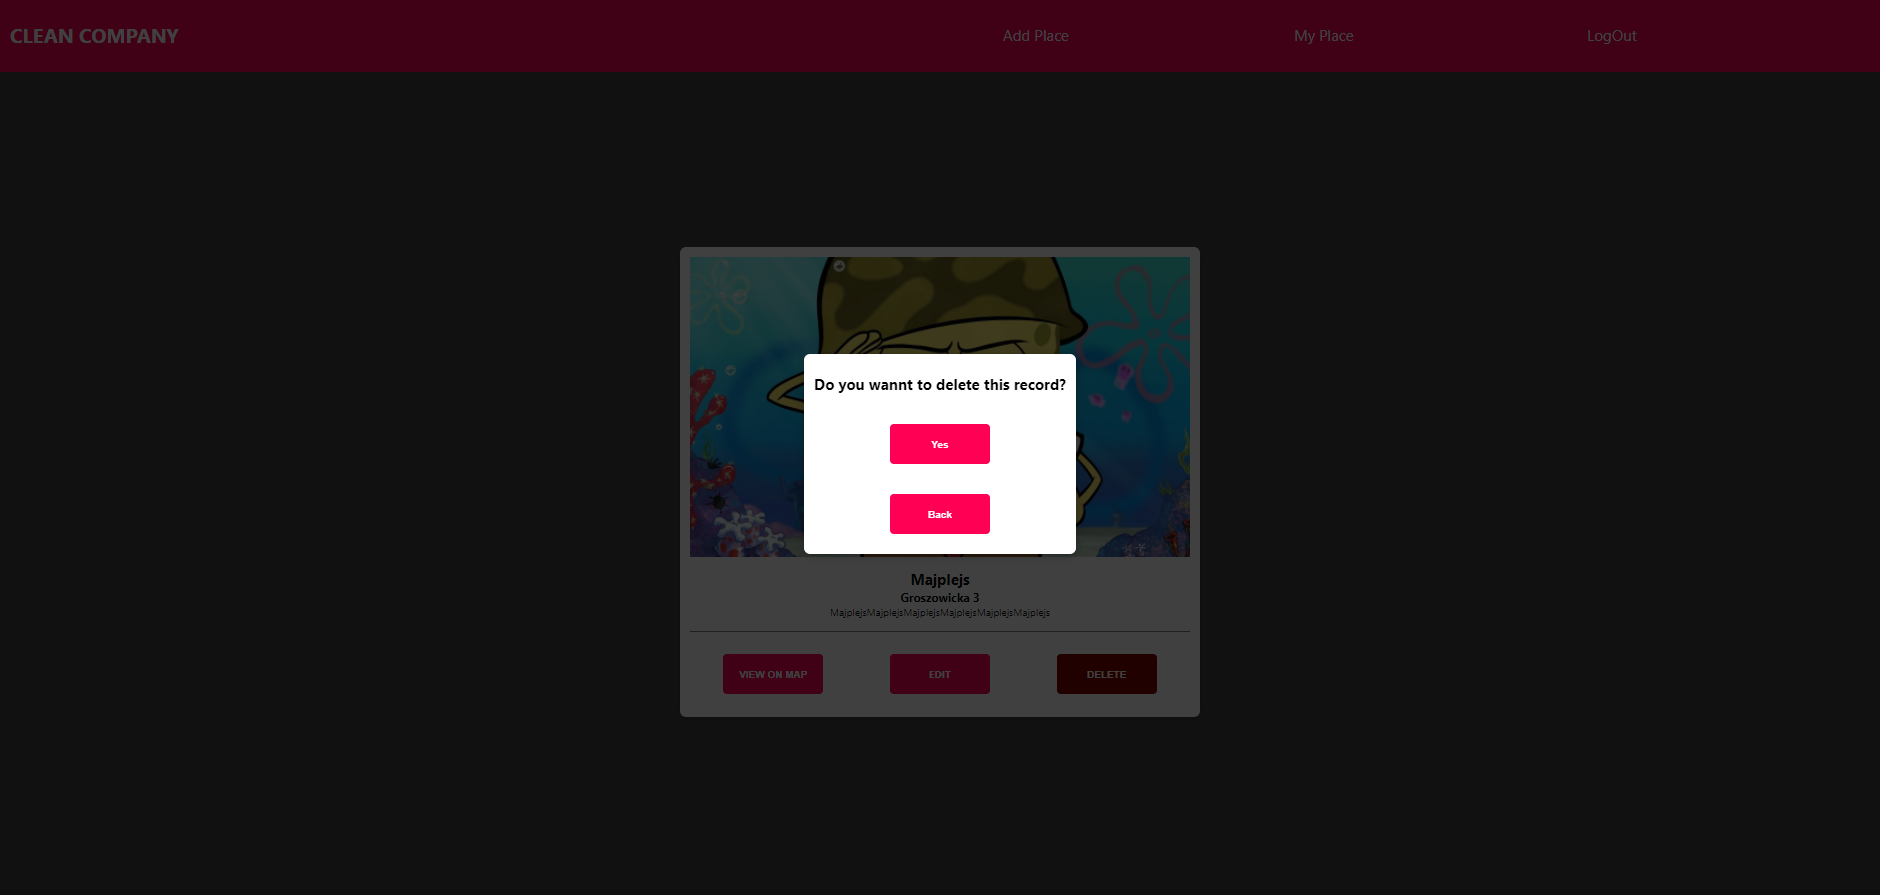 CLEAN COMPANY
Add Place
My Place
LogOut
Do you wannt to delete this record?
Yes
Back
Majplejs
Groszowicka 3
MajplejsMajplejsMajplejsMajplejsMajplejsMajplejs
VIEW ON MAP
EDIT
DELETE